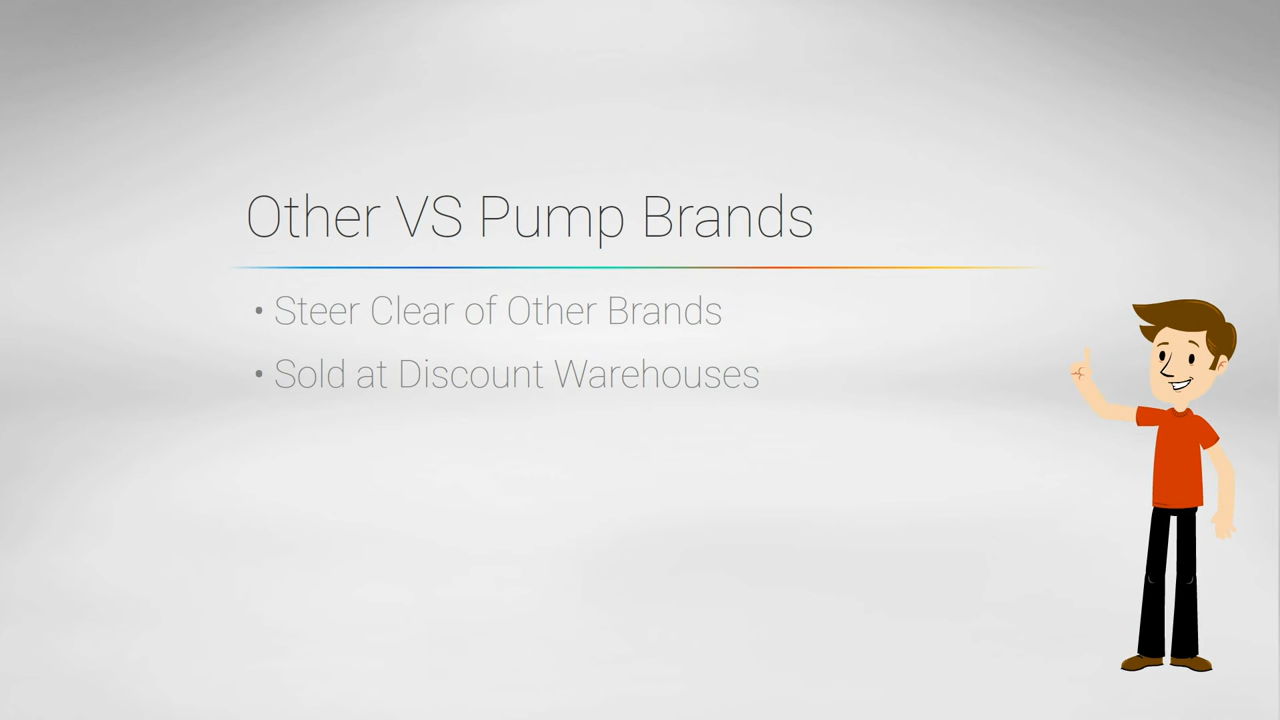 Other VS Pump Brands
• Steer Clear of Other Brands
• Sold at Discount Warehouses